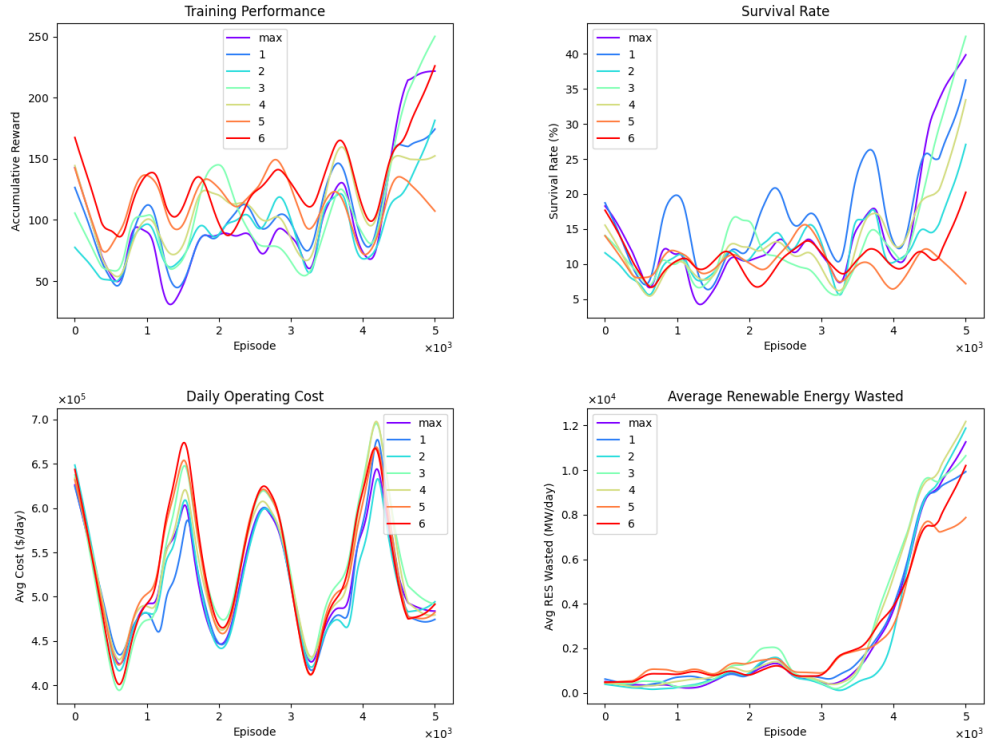 Training Performance
Accumulative Reward
250
200
150
100
50
max
1
2
3
4
5
6
0 1 2 3 4 5
Episode
×10³
Survival Rate
Survival Rate (%)
40
35
30
25
20
15
10
5
max
1
2
3
4
5
6
0 1 2 3 4 5
Episode
×10³
Daily Operating Cost
×10⁵
Avg Cost ($/day)
7.0
6.5
6.0
5.5
5.0
4.5
4.0
max
1
2
3
4
5
6
0 1 2 3 4 5
Episode
×10³
Average Renewable Energy Wasted
×10⁴
Avg RES Wasted (MW/day)
1.2
1.0
0.8
0.6
0.4
0.2
0.0
max
1
2
3
4
5
6
0 1 2 3 4 5
Episode
×10³